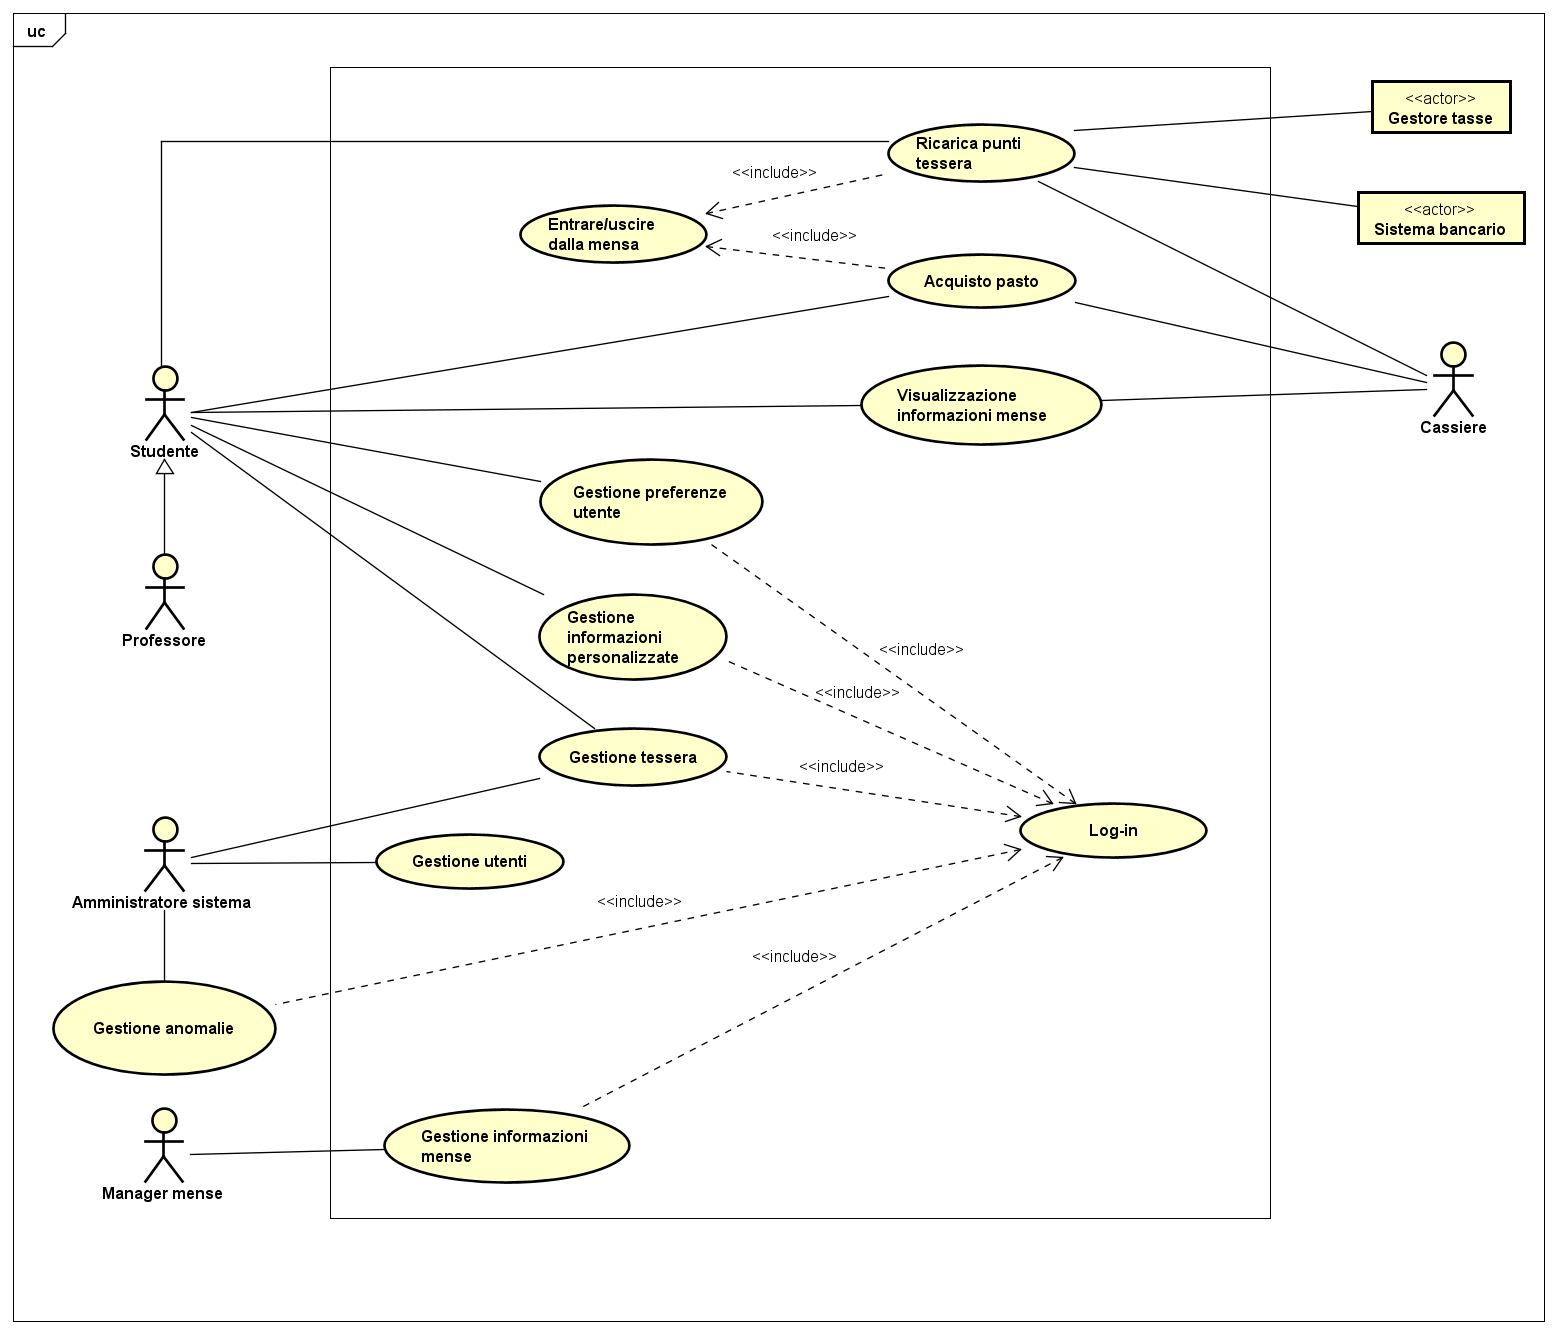 uc
<<actor>>
Gestore tasse
Ricarica punti
tessera
<<include>>
<<actor>>
Sistema bancario
Entrare/uscire
dalla mensa
<<include>>
Acquisto pasto
Visualizzazione
informazioni mense
Cassiere
Studente
Gestione preferenze
utente
Professore
Gestione
informazioni
personalizzate
<<include>>
<<include>>
Gestione tessera
<<include>>
Log-in
Gestione utenti
Amministratore sistema
<<include>>
<<include>>
Gestione anomalie
Gestione informazioni
mense
Manager mense